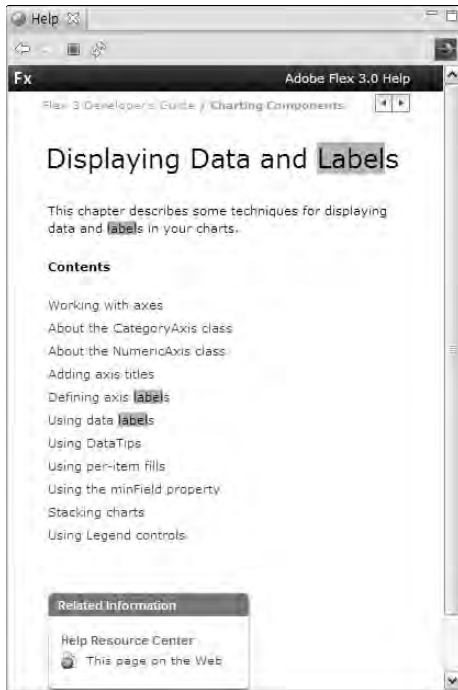 Help
Fx
Adobe Flex 3.0 Help
Flex 3 Developer's Guide / Charting Components
Displaying Data and Labels
This chapter describes some techniques for displaying
data and labels in your charts.
Contents
Working with axes
About the CategoryAxis class
About the NumericAxis class
Adding axis titles
Defining axis labels
Using data labels
Using DataTips
Using per-item fills
Using the minField property
Stacking charts
Using Legend controls
Related Information
Help Resource Center
This page on the Web